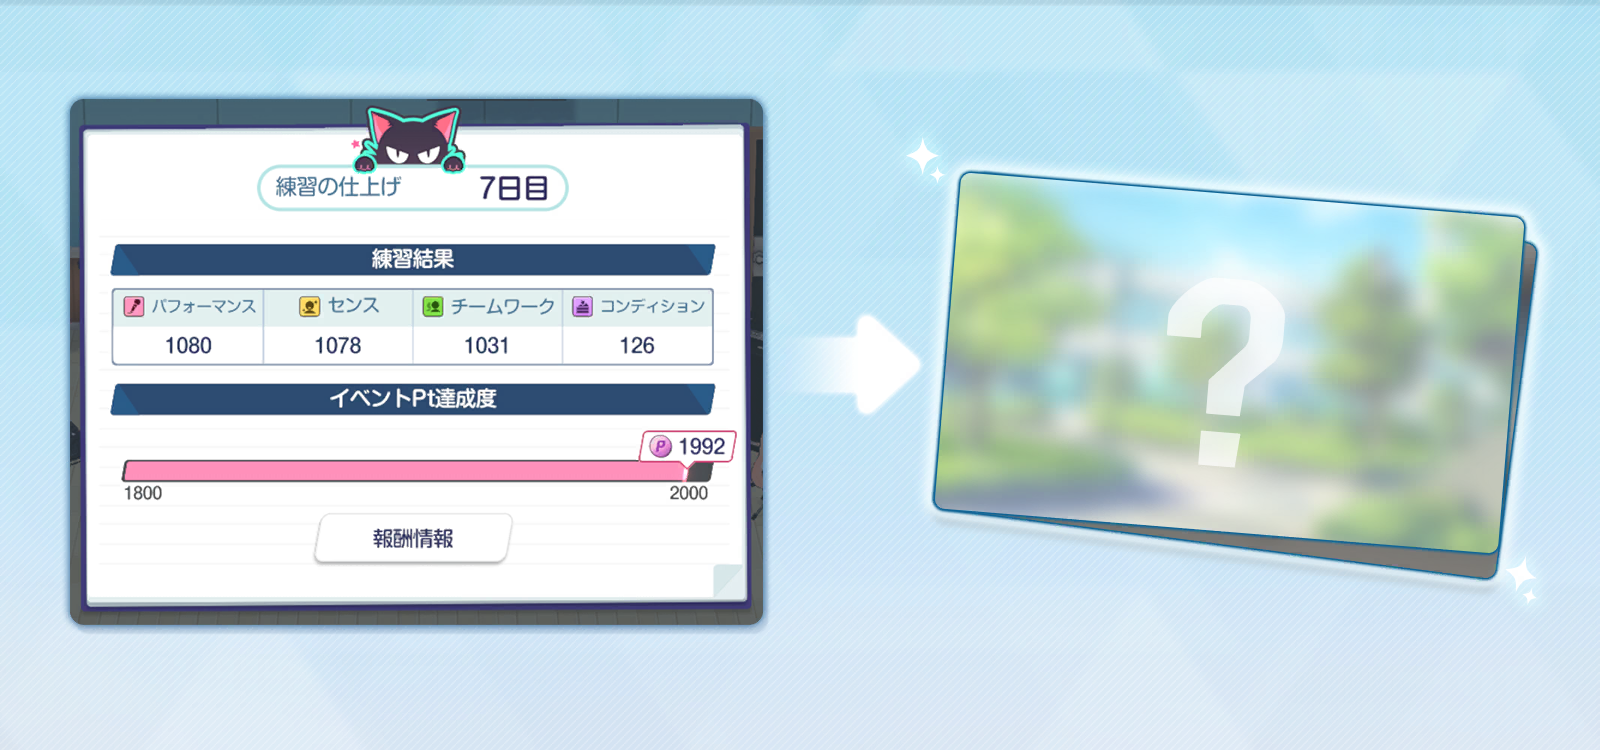 練習の仕上げ 7日目
練習結果
パフォーマンス センス チームワーク コンディション
1080 1078 1031 126
イベントPt達成度
P 1992
1800 2000
報酬情報
?